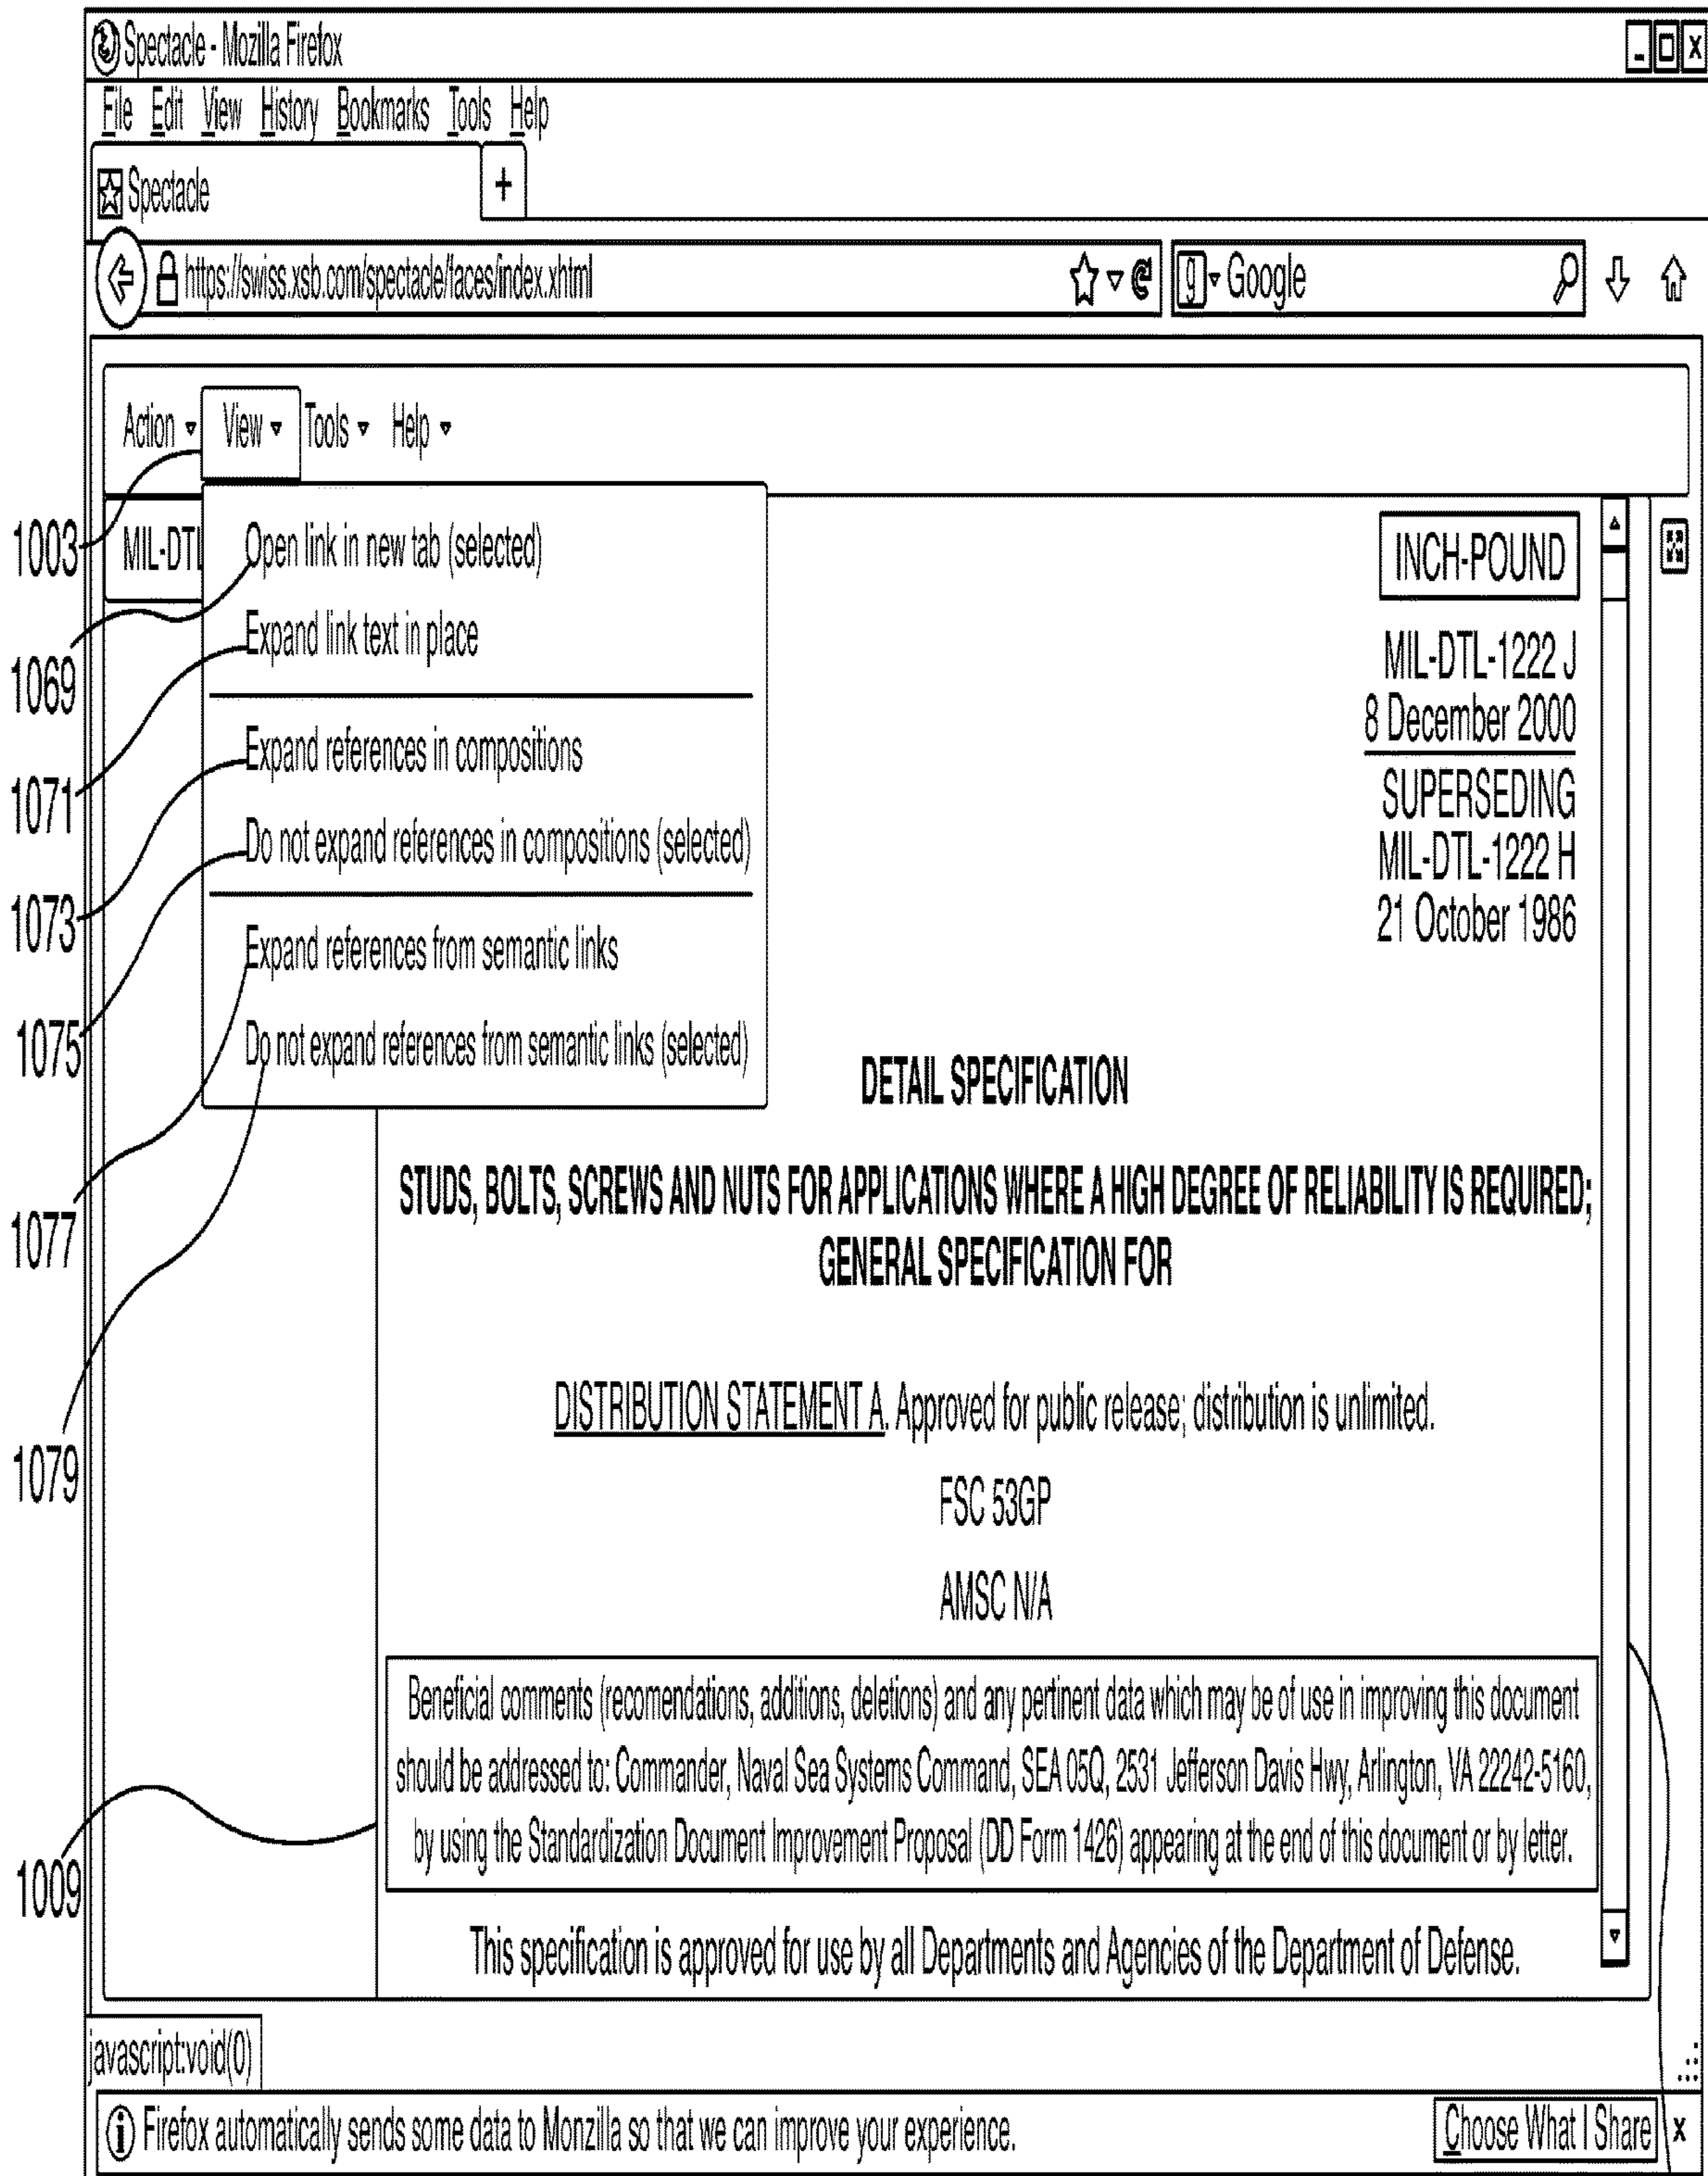 Spectacle - Mozilla Firefox
File Edit View History Bookmarks Tools Help
Spectacle
+
https://swiss.xsb.com/spectacle/faces/index.xhtml
g Google
Action View Tools Help
1003
MIL-DTL
Open link in new tab (selected)
INCH-POUND
1069
Expand link text in place
MIL-DTL-1222 J
8 December 2000
1071
Expand references in compositions
SUPERSEDING
MIL-DTL-1222 H
1073
Do not expand references in compositions (selected)
21 October 1986
Expand references from semantic links
1075
Do not expand references from semantic links (selected)
DETAIL SPECIFICATION
1077
STUDS, BOLTS, SCREWS AND NUTS FOR APPLICATIONS WHERE A HIGH DEGREE OF RELIABILITY IS REQUIRED;
GENERAL SPECIFICATION FOR
DISTRIBUTION STATEMENT A. Approved for public release; distribution is unlimited.
1079
FSC 53GP
AMSC N/A
Beneficial comments (recomendations, additions, deletions) and any pertinent data which may be of use in improving this document
should be addressed to: Commander, Naval Sea Systems Command, SEA 05Q, 2531 Jefferson Davis Hwy, Arlington, VA 22242-5160,
by using the Standardization Document Improvement Proposal (DD Form 1426) appearing at the end of this document or by letter.
1009
This specification is approved for use by all Departments and Agencies of the Department of Defense.
javascript:void(0)
Firefox automatically sends some data to Monzilla so that we can improve your experience.
Choose What I Share x